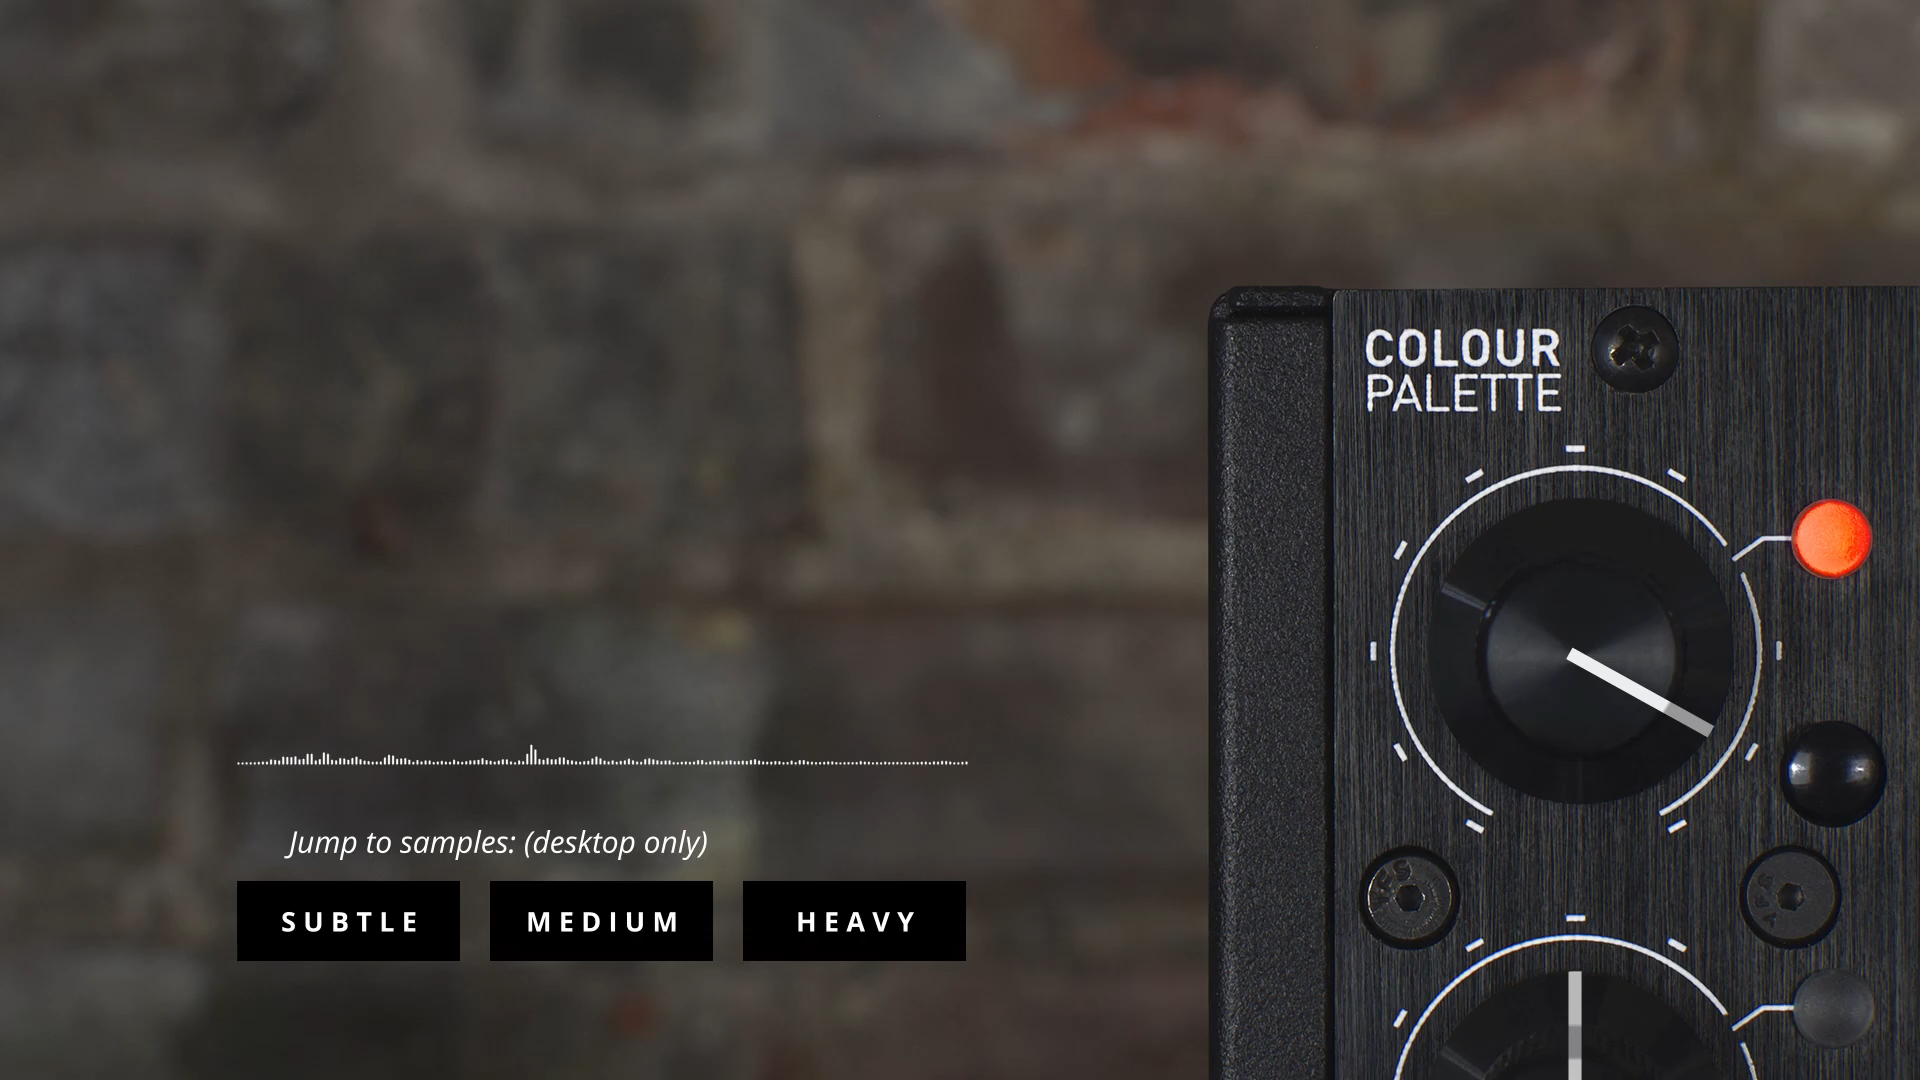 COLOUR
PALETTE
Jump to samples: (desktop only)
SUBTLE
MEDIUM
HEAVY